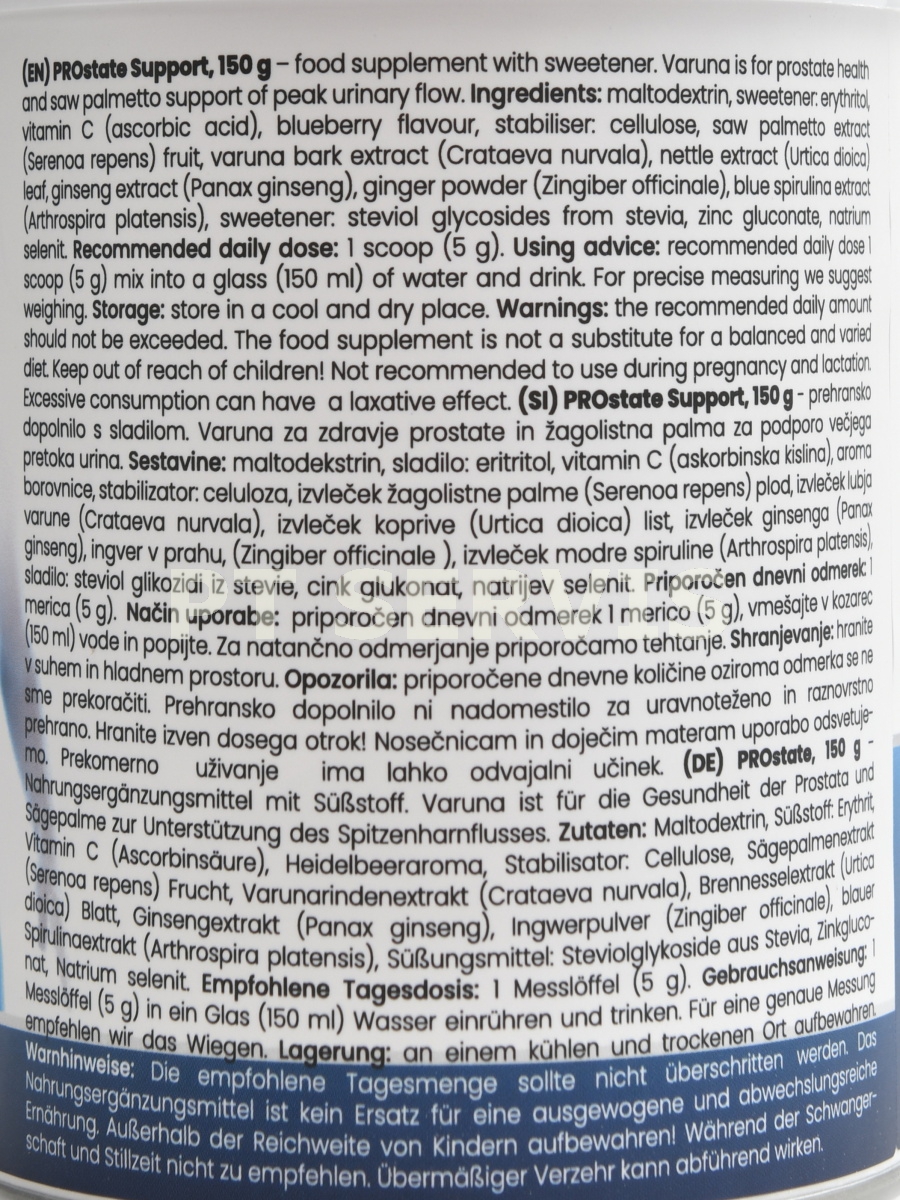 (EN) PROstate Support, 150 g – food supplement with sweetener. Varuna is for prostate health
and saw palmetto support of peak urinary flow. Ingredients: maltodextrin, sweetener: erythritol,
vitamin C (ascorbic acid), blueberry flavour, stabiliser: cellulose, saw palmetto extract
(Serenoa repens) fruit, varuna bark extract (Crataeva nurvala), nettle extract (Urtica dioica)
leaf, ginseng extract (Panax ginseng), ginger powder (Zingiber officinale), blue spirulina extract
(Arthrospira platensis), sweetener: steviol glycosides from stevia, zinc gluconate, natrium
selenit. Recommended daily dose: 1 scoop (5 g). Using advice: recommended daily dose 1
scoop (5 g) mix into a glass (150 ml) of water and drink. For precise measuring we suggest
weighing. Storage: store in a cool and dry place. Warnings: the recommended daily amount
should not be exceeded. The food supplement is not a substitute for a balanced and varied
diet. Keep out of reach of children! Not recommended to use during pregnancy and lactation.
Excessive consumption can have a laxative effect. (SI) PROstate Support, 150 g - prehransko
dopolnilo s sladilom. Varuna za zdravje prostate in žagolistna palma za podporo večjega
pretoka urina. Sestavine: maltodekstrin, sladilo: eritritol, vitamin C (askorbinska kislina), aroma
borovnice, stabilizator: celuloza, izvleček žagolistne palme (Serenoa repens) plod, izvleček lubja
varune (Crataeva nurvala), izvleček koprive (Urtica dioica) list, izvleček ginsenga (Panax
ginseng), ingver v prahu, (Zingiber officinale ), izvleček modre spiruline (Arthrospira platensis),
sladilo: steviol glikozidi iz stevie, cink glukonat, natrijev selenit. Priporočen dnevni odmerek: 1
merica (5 g). Način uporabe: priporočen dnevni odmerek 1 merico (5 g), vmešajte v kozarec
(150 ml) vode in popijte. Za natančno odmerjanje priporočamo tehtanje. Shranjevanje: hranite
v suhem in hladnem prostoru. Opozorila: priporočene dnevne količine oziroma odmerka se ne
sme prekoračiti. Prehransko dopolnilo ni nadomestilo za uravnoteženo in raznovrstno
prehrano. Hranite izven dosega otrok! Nosečnicam in doječim materam uporabo odsvetuje-
mo. Prekomerno uživanje ima lahko odvajalni učinek. (DE) PROstate, 150 g -
Nahrungsergänzungsmittel mit Süßstoff. Varuna ist für die Gesundheit der Prostata und
Sägepalme zur Unterstützung des Spitzenharnflusses. Zutaten: Maltodextrin, Süßstoff: Erythrit,
Vitamin C (Ascorbinsäure), Heidelbeeraroma, Stabilisator: Cellulose, Sägepalmenextrakt
(Serenoa repens) Frucht, Varunarindenextrakt (Crataeva nurvala), Brennesselextrakt (Urtica
dioica) Blatt, Ginsengextrakt (Panax ginseng), Ingwerpulver (Zingiber officinale), blauer
Spirulinaextrakt (Arthrospira platensis), Süßungsmittel: Steviolglykoside aus Stevia, Zinkgluco-
nat, Natrium selenit. Empfohlene Tagesdosis: 1 Messlöffel (5 g). Gebrauchsanweisung: 1
Messlöffel (5 g) in ein Glas (150 ml) Wasser einrühren und trinken. Für eine genaue Messung
empfehlen wir das Wiegen. Lagerung: an einem kühlen und trockenen Ort aufbewahren.
Warnhinweise: Die empfohlene Tagesmenge sollte nicht überschritten werden. Das
Nahrungsergänzungsmittel ist kein Ersatz für eine ausgewogene und abwechslungsreiche
Ernährung. Außerhalb der Reichweite von Kindern aufbewahren! Während der Schwanger-
schaft und Stillzeit nicht zu empfehlen. Übermäßiger Verzehr kann abführend wirken.
PT SERVIS